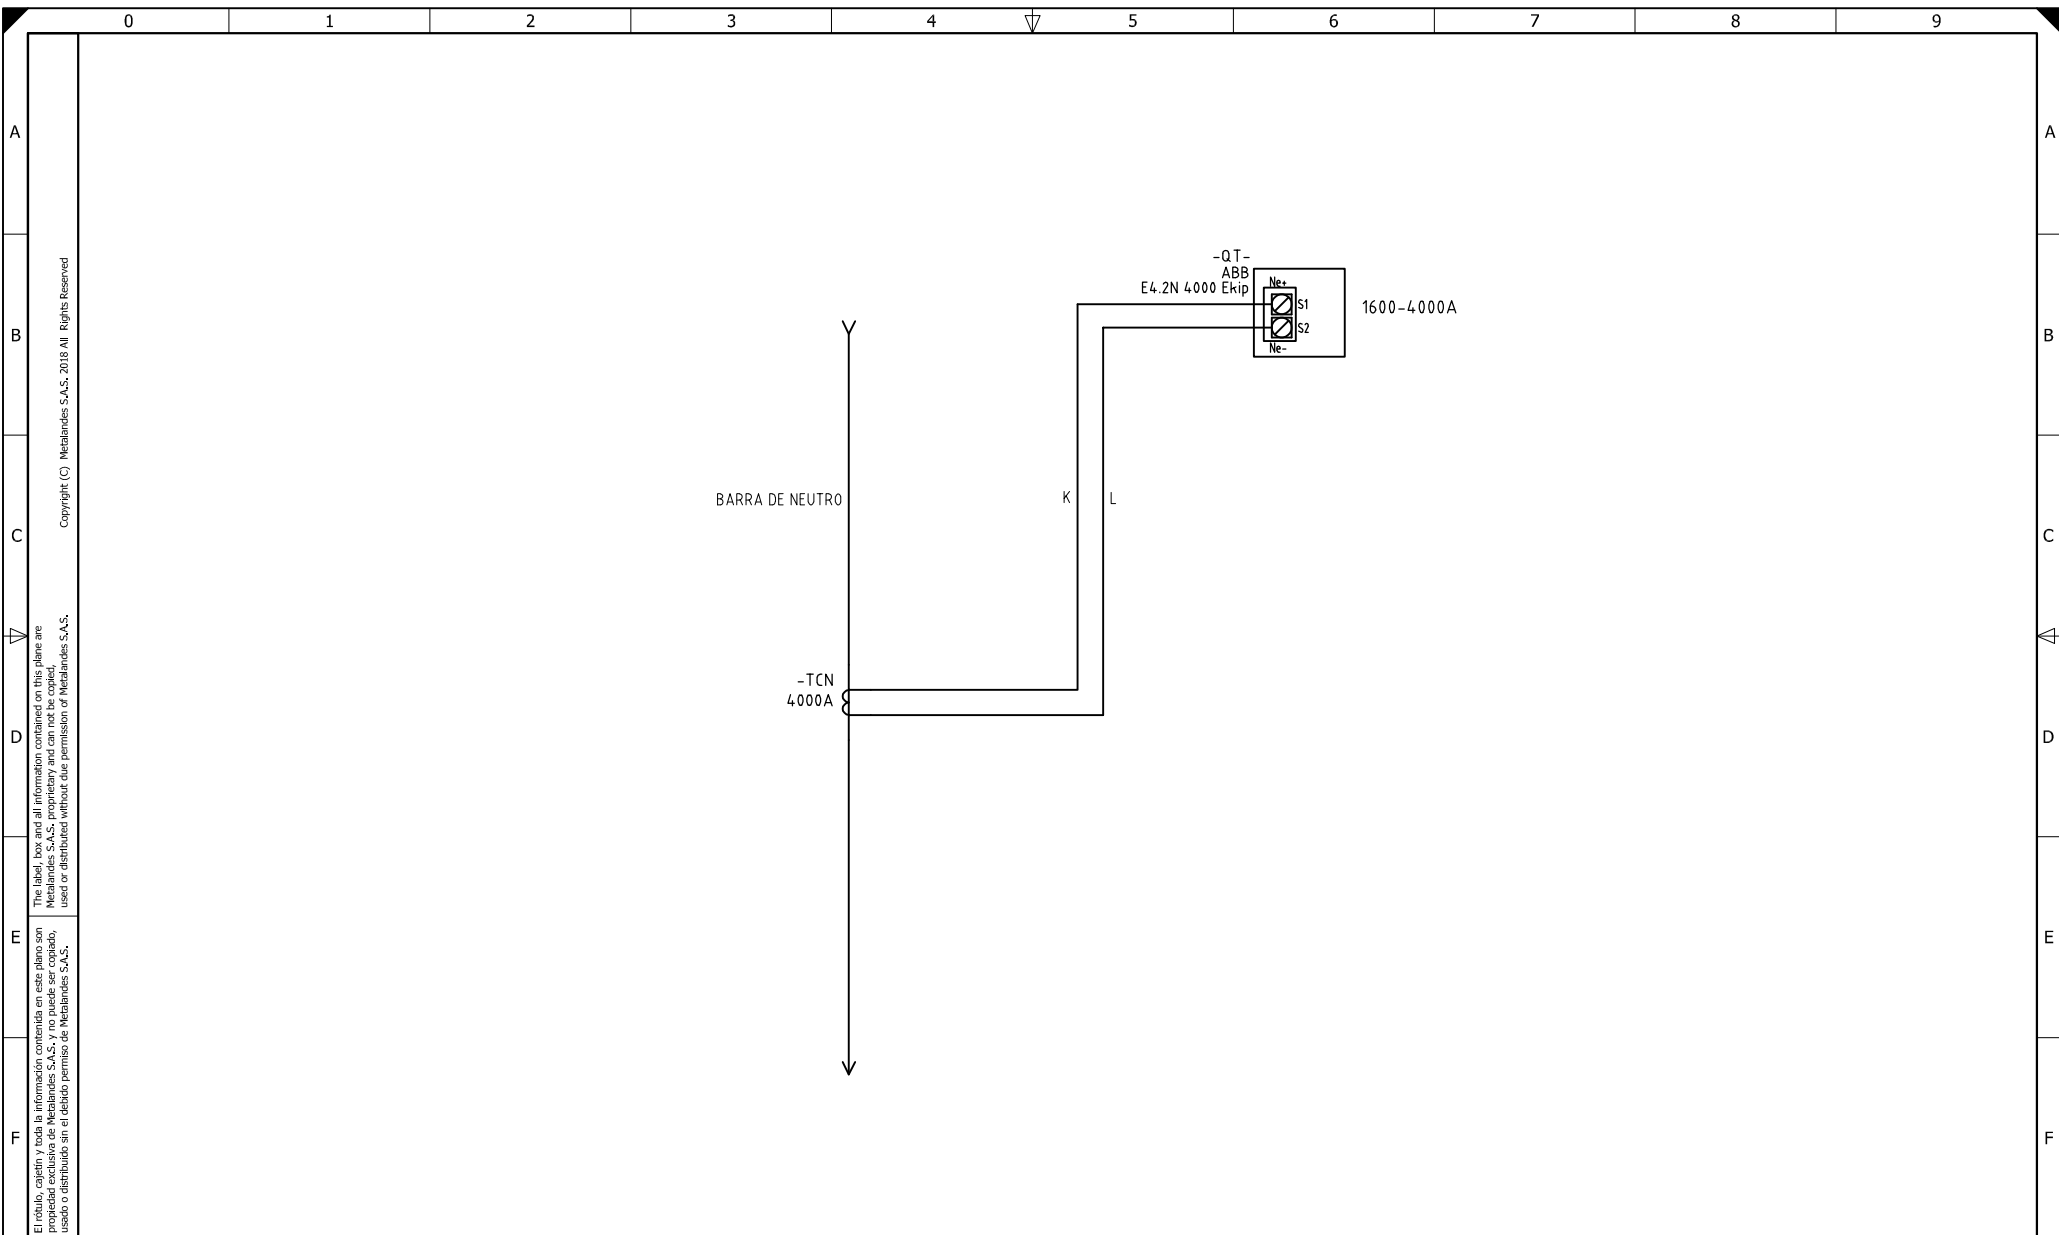 0 1 2 3 4 5 6 7 8 9
A A
-QT-
ABB
E4.2N 4000 Ekip
Ne+
S1
S2
Ne-
1600-4000A
B B
BARRA DE NEUTRO
K L
C C
-TCN
4000A
D D
E E
F F
Copyright (C) Metalandes S.A.S. 2018 All Rights Reserved
The label, box and all information contained on this plane are
Metalandes S.A.S. proprietary and can not be copied,
used or distributed without due permission of Metalandes S.A.S.
El rótulo, cajetín y toda la información contenida en este plano son
propiedad exclusiva de Metalandes S.A.S. y no puede ser copiado,
usado o distribuido sin el debido permiso de Metalandes S.A.S.